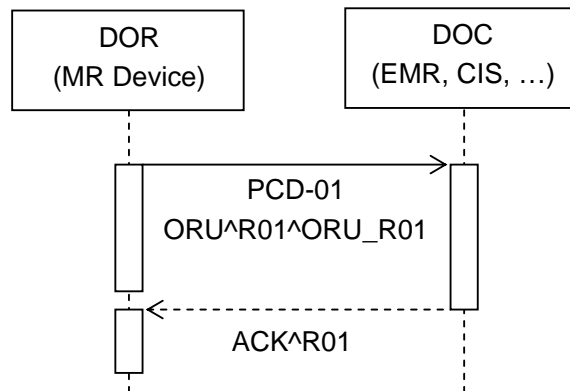 DOR
(MR Device)
DOC
(EMR, CIS, …)
PCD-01
ORU^R01^ORU_R01
ACK^R01